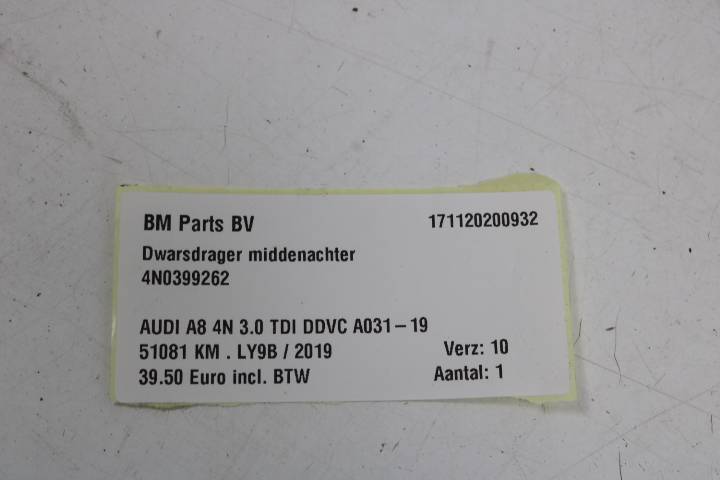 BM Parts BV 171120200932
Dwarsdrager middenachter
4N0399262
AUDI A8 4N 3.0 TDI DDVC A031-19
51081 KM . LY9B / 2019 Verz: 10
39.50 Euro incl. BTW Aantal: 1